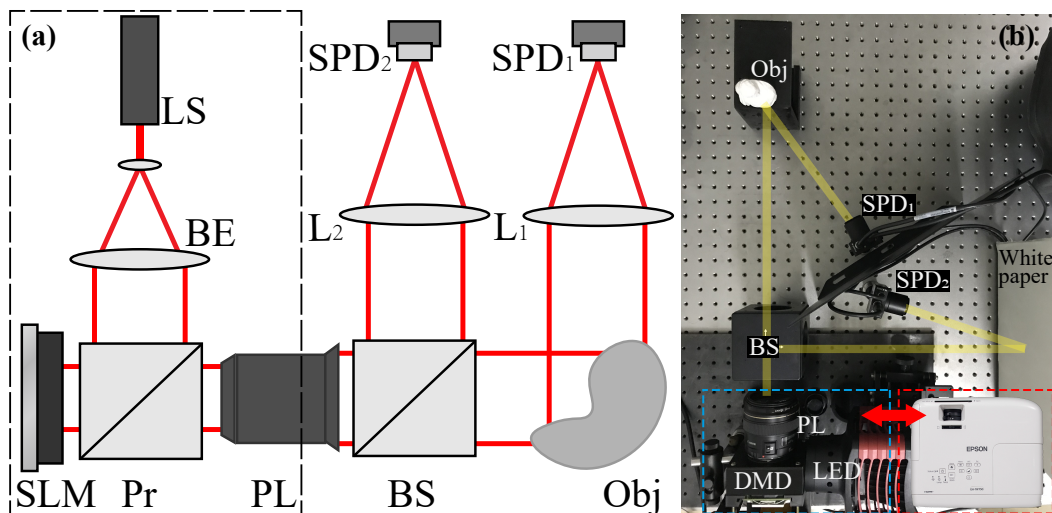 (a)
LS
BE
SPD₂
SPD₁
L₂
L₁
SLM
Pr
PL
BS
Obj
(b)
Obj
SPD₁
SPD₂
White
paper
BS
PL
LED
DMD
EPSON